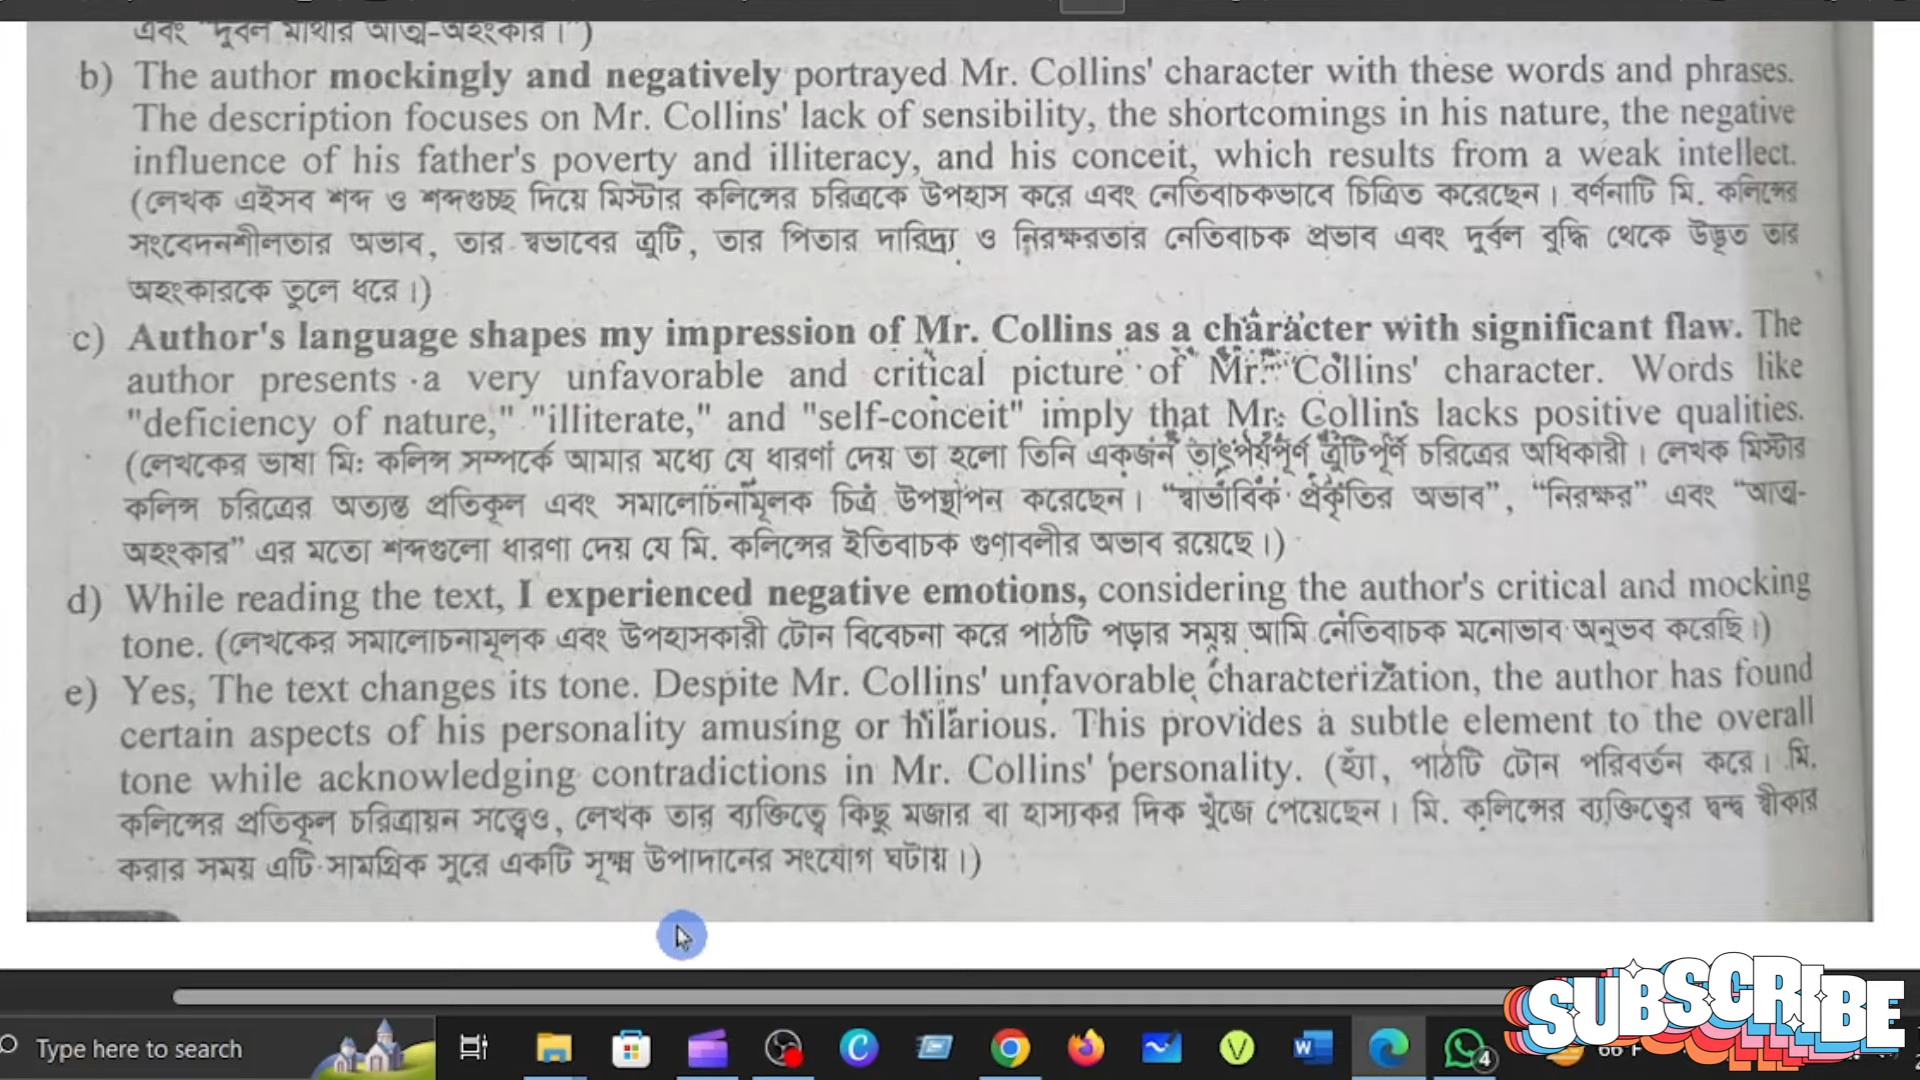 এবং “দুর্বল মাথার আত্ম-অহংকার।”)
b) The author mockingly and negatively portrayed Mr. Collins' character with these words and phrases.
The description focuses on Mr. Collins' lack of sensibility, the shortcomings in his nature, the negative
influence of his father's poverty and illiteracy, and his conceit, which results from a weak intellect.
(লেখক এইসব শব্দ ও শব্দগুচ্ছ দিয়ে মিস্টার কলিন্সের চরিত্রকে উপহাস করে এবং নেতিবাচকভাবে চিত্রিত করেছেন। বর্ণনাটি মি. কলিন্সের
সংবেদনশীলতার অভাব, তার স্বভাবের ত্রুটি, তার পিতার দারিদ্র্য ও নিরক্ষরতার নেতিবাচক প্রভাব এবং দুর্বল বুদ্ধি থেকে উদ্ভূত তার
অহংকারকে তুলে ধরে।)
c) Author's language shapes my impression of Mr. Collins as a character with significant flaw. The
author presents a very unfavorable and critical picture of Mr. Collins' character. Words like
"deficiency of nature," "illiterate," and "self-conceit" imply that Mr. Collins lacks positive qualities.
(লেখকের ভাষা মি: কলিন্স সম্পর্কে আমার মধ্যে যে ধারণা দেয় তা হলো তিনি একজন তাৎপর্যপূর্ণ ত্রুটিপূর্ণ চরিত্রের অধিকারী। লেখক মিস্টার
কলিন্স চরিত্রের অত্যন্ত প্রতিকূল এবং সমালোচনামূলক চিত্র উপস্থাপন করেছেন। “স্বাভাবিক প্রকৃতির অভাব”, “নিরক্ষর” এবং “আত্ম-
অহংকার” এর মতো শব্দগুলো ধারণা দেয় যে মি. কলিন্সের ইতিবাচক গুণাবলীর অভাব রয়েছে।)
d) While reading the text, I experienced negative emotions, considering the author's critical and mocking
tone. (লেখকের সমালোচনামূলক এবং উপহাসকারী টোন বিবেচনা করে পাঠটি পড়ার সময় আমি নেতিবাচক মনোভাব অনুভব করেছি।)
e) Yes, The text changes its tone. Despite Mr. Collins' unfavorable characterization, the author has found
certain aspects of his personality amusing or hilarious. This provides a subtle element to the overall
tone while acknowledging contradictions in Mr. Collins' personality. (হ্যাঁ, পাঠটি টোন পরিবর্তন করে। মি.
কলিন্সের প্রতিকূল চরিত্রায়ন সত্ত্বেও, লেখক তার ব্যক্তিত্বে কিছু মজার বা হাস্যকর দিক খুঁজে পেয়েছেন। মি. কলিন্সের ব্যক্তিত্বের দ্বন্দ্ব স্বীকার
করার সময় এটি সামগ্রিক সুরে একটি সূক্ষ্ম উপাদানের সংযোগ ঘটায়।)
SUBSCRIBE
Type here to search
4